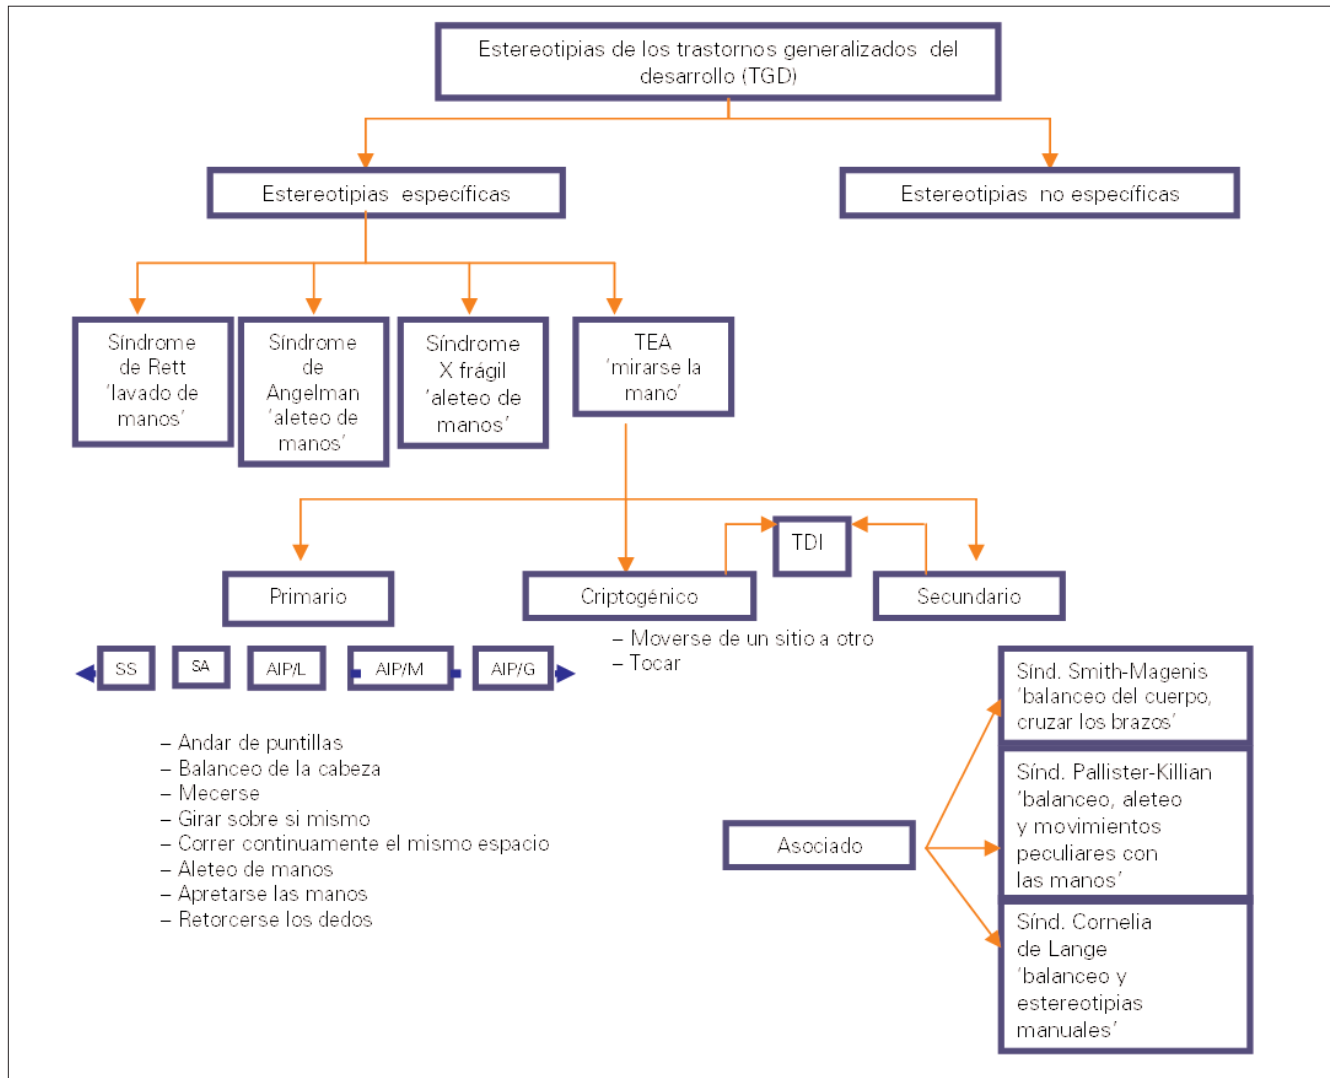 Estereotipias de los trastornos generalizados del
desarrollo (TGD)
Estereotipias específicas
Estereotipias no específicas
Síndrome
de Rett
'lavado de
manos'
Síndrome
de
Angelman
'aleteo de
manos'
Síndrome
X frágil
'aleteo de
manos'
TEA
'mirarse la
mano'
TDI
Primario
Criptogénico
Secundario
SS
SA
AIP/L
AIP/M
AIP/G
– Moverse de un sitio a otro
– Tocar
– Andar de puntillas
– Balanceo de la cabeza
– Mecerse
– Girar sobre si mismo
– Correr continuamente el mismo espacio
– Aleteo de manos
– Apretarse las manos
– Retorcerse los dedos
Asociado
Sínd. Smith-Magenis
'balanceo del cuerpo,
cruzar los brazos'
Sínd. Pallister-Killian
'balanceo, aleteo
y movimientos
peculiares con
las manos'
Sínd. Cornelia
de Lange
'balanceo y
estereotipias
manuales'